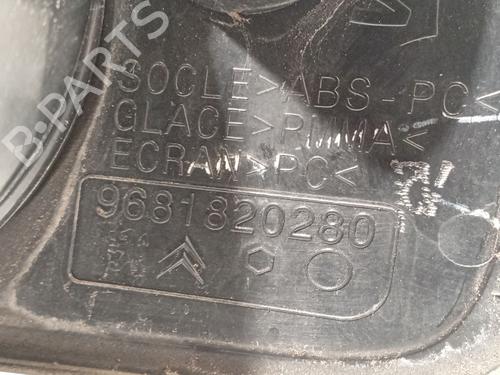 SOCLE>ABS-PC<
GLACE>PMMA<
ECRAN>PC<
9681820280
B-PARTS